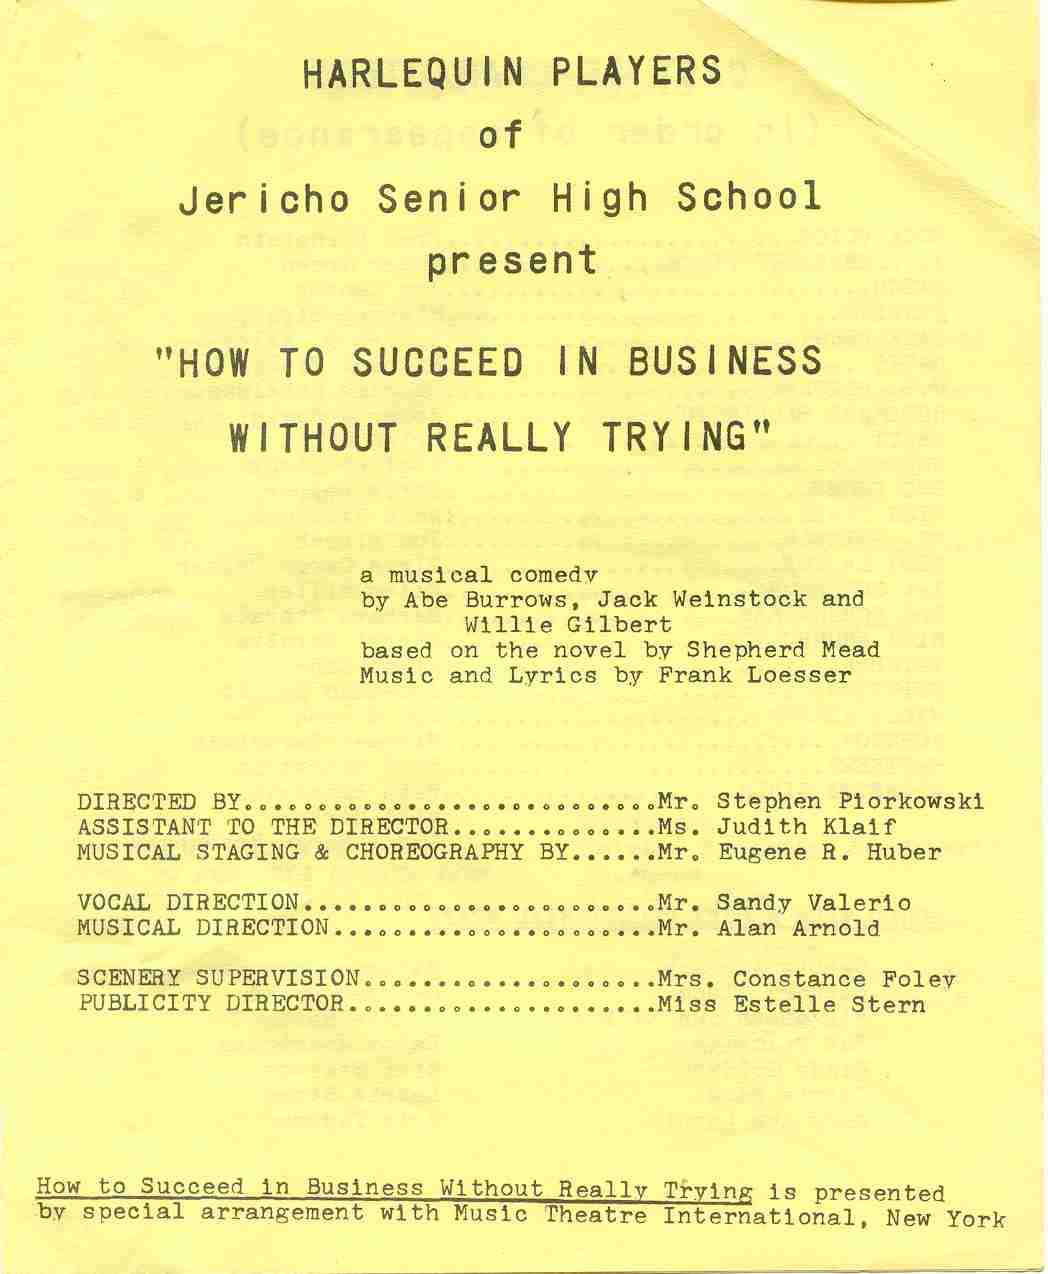 HARLEQUIN PLAYERS
of
Jericho Senior High School
present
"HOW TO SUCCEED IN BUSINESS
WITHOUT REALLY TRYING"
a musical comedy
by Abe Burrows, Jack Weinstock and
Willie Gilbert
based on the novel by Shepherd Mead
Music and Lyrics by Frank Loesser
DIRECTED BY............................Mr. Stephen Piorkowski
ASSISTANT TO THE DIRECTOR..............Ms. Judith Klaif
MUSICAL STAGING & CHOREOGRAPHY BY......Mr. Eugene R. Huber
VOCAL DIRECTION........................Mr. Sandy Valerio
MUSICAL DIRECTION......................Mr. Alan Arnold
SCENERY SUPERVISION....................Mrs. Constance Foley
PUBLICITY DIRECTOR.....................Miss Estelle Stern
How to Succeed in Business Without Really Trying is presented
by special arrangement with Music Theatre International, New York